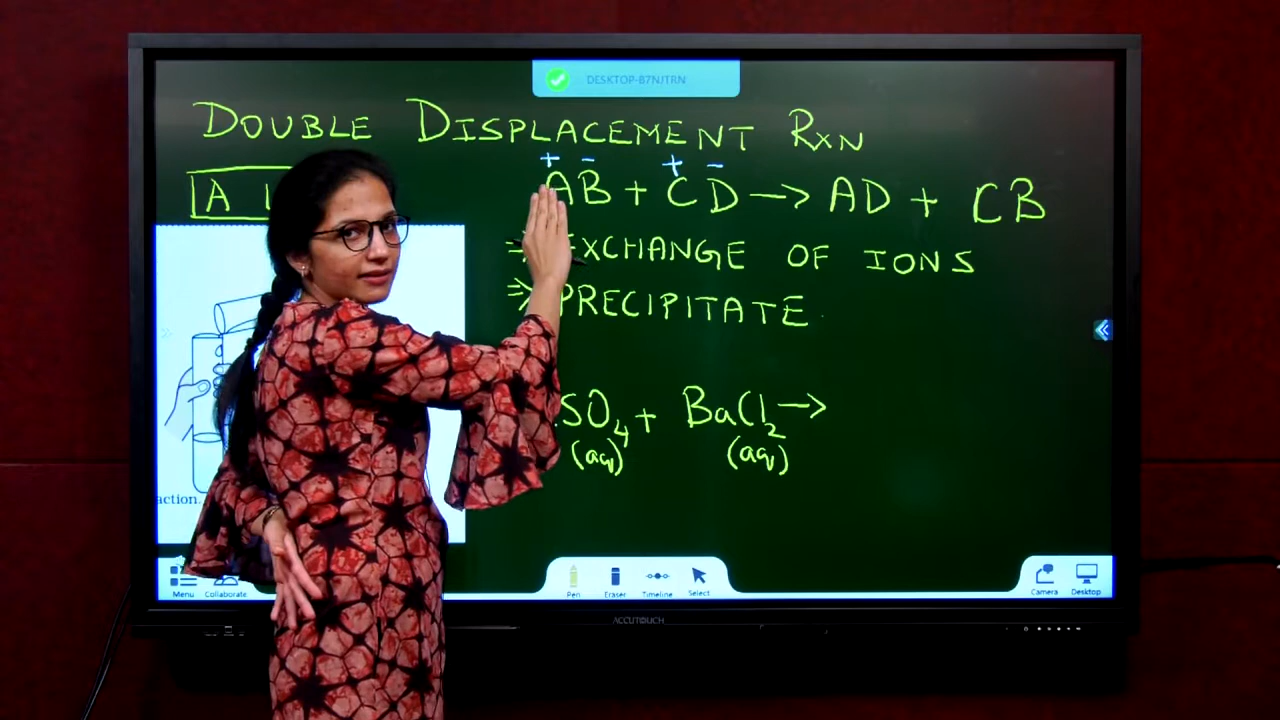 DESKTOP-B7NJTRN
DOUBLE DISPLACEMENT RXN
+ - + -
A
AB + CD → AD + CB
⇒ EXCHANGE OF IONS
⇒ PRECIPITATE
SO₄ + BaCl₂ →
(aq) (aq)
action.
Menu Collaborate Pen Eraser Timeline Select Camera Desktop
ACCUTOUCH